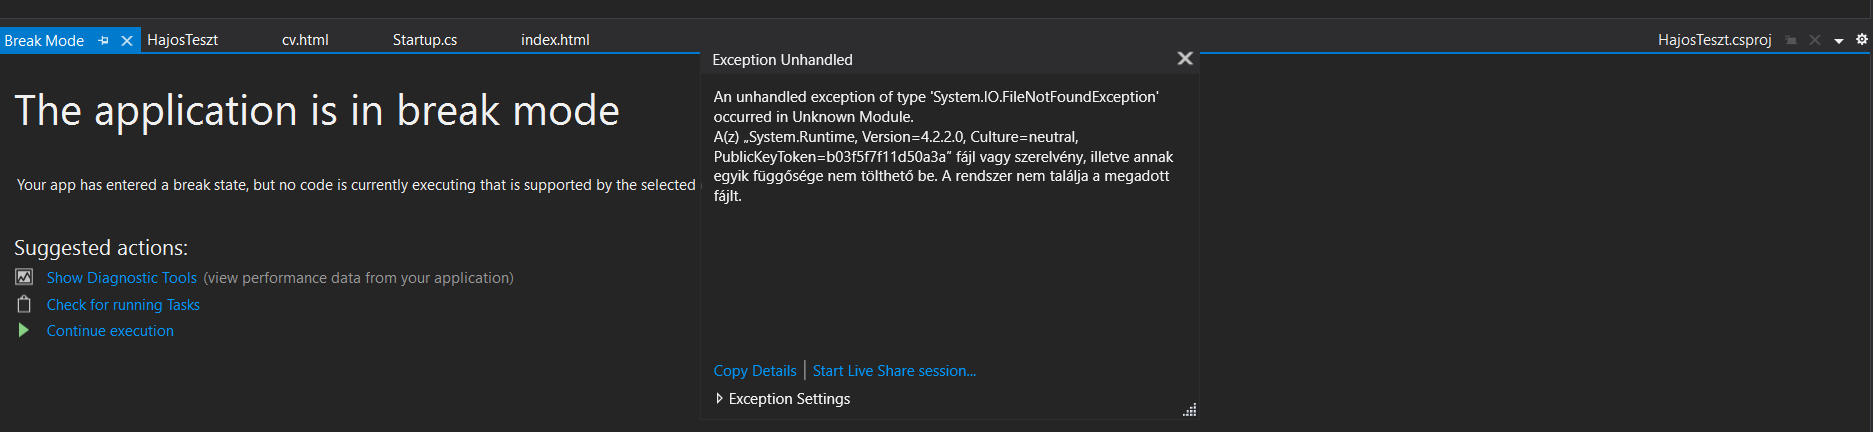 Break Mode
HajosTeszt
cv.html
Startup.cs
index.html
HajosTeszt.csproj
The application is in break mode
Your app has entered a break state, but no code is currently executing that is supported by the selected
Suggested actions:
Show Diagnostic Tools (view performance data from your application)
Check for running Tasks
Continue execution
Exception Unhandled
An unhandled exception of type 'System.IO.FileNotFoundException'
occurred in Unknown Module.
A(z) „System.Runtime, Version=4.2.2.0, Culture=neutral,
PublicKeyToken=b03f5f7f11d50a3a” fájl vagy szerelvény, illetve annak
egyik függősége nem tölthető be. A rendszer nem találja a megadott
fájlt.
Copy Details | Start Live Share session...
Exception Settings